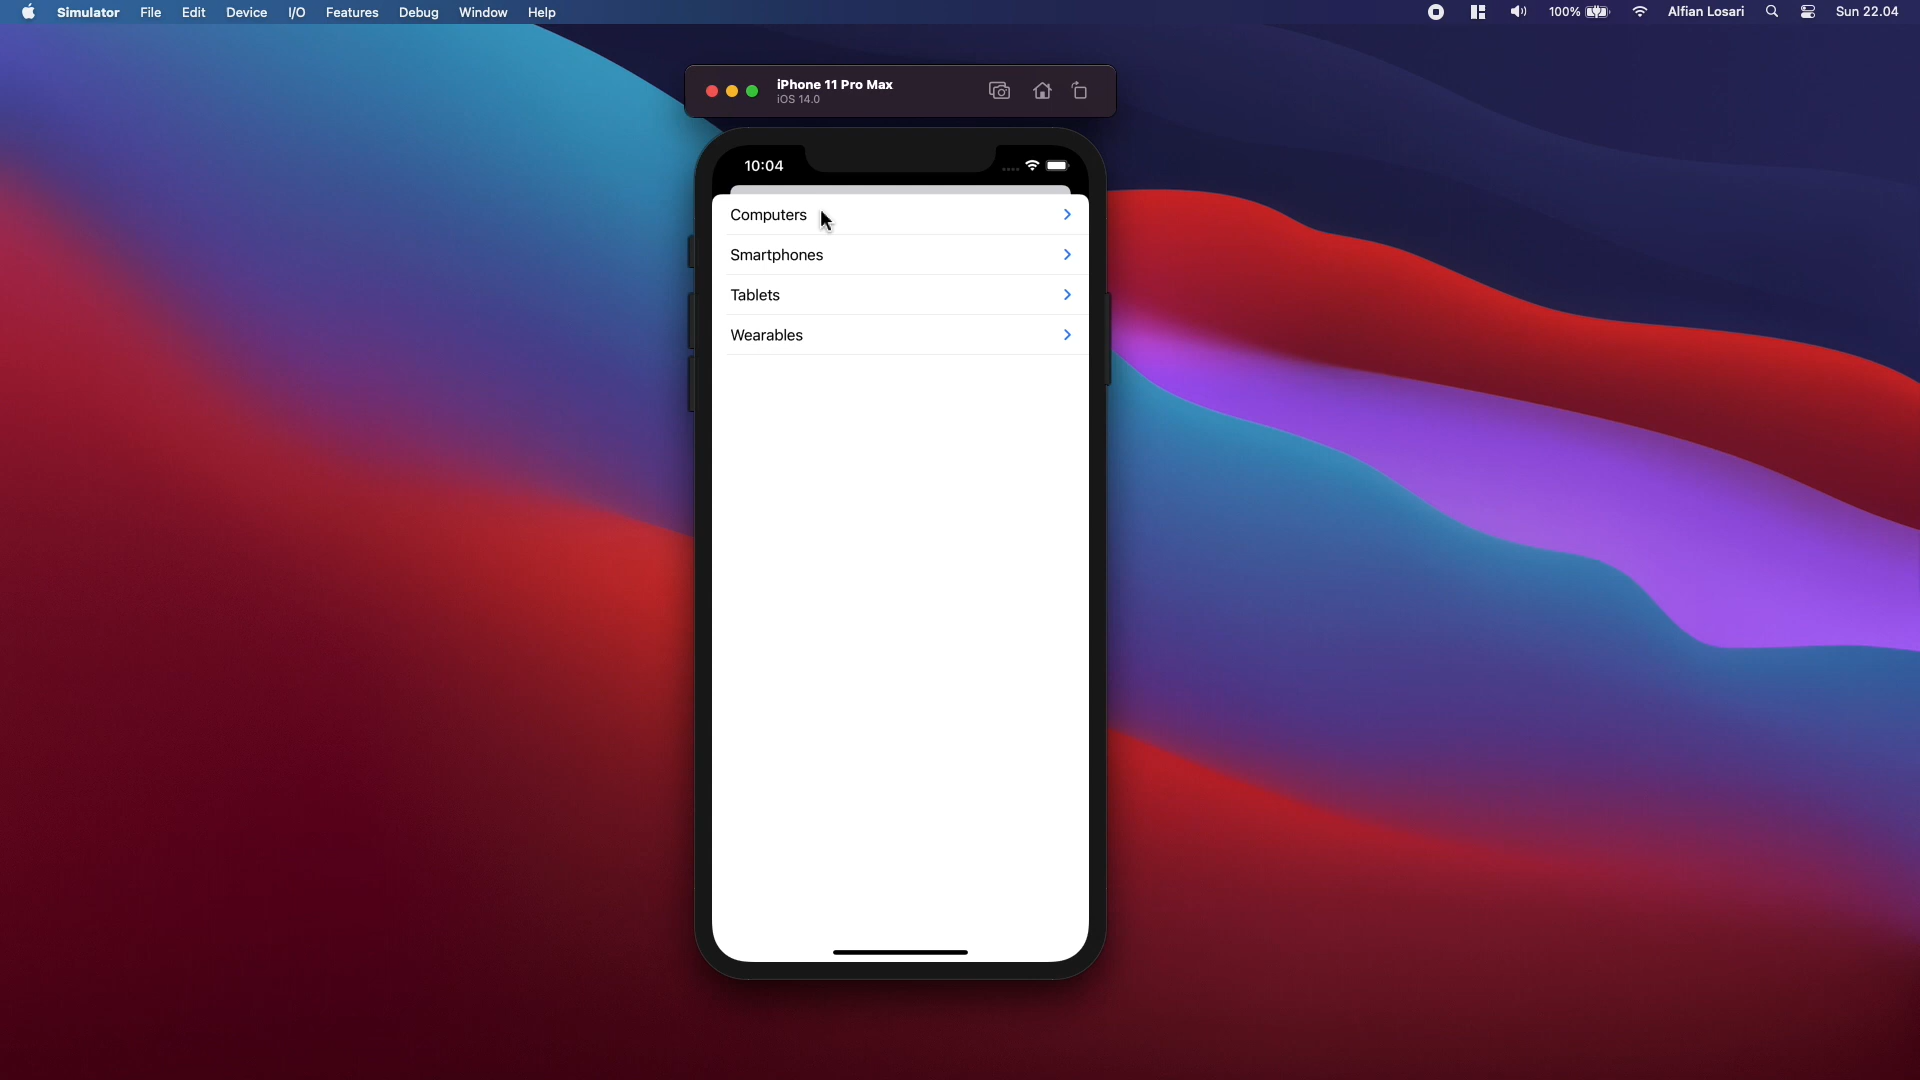 Simulator File Edit Device I/O Features Debug Window Help 100% Alfian Losari Sun 22.04
iPhone 11 Pro Max
iOS 14.0
10:04
Computers
Smartphones
Tablets
Wearables